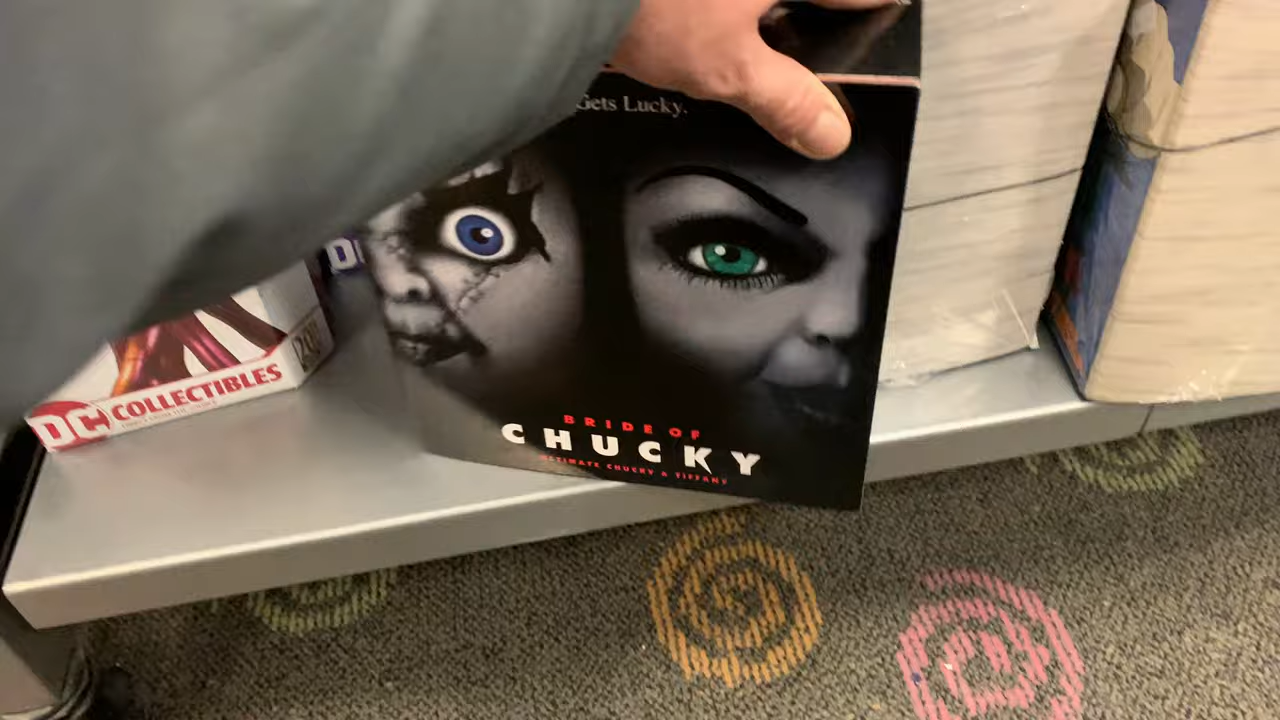 Gets Lucky.
BRIDE OF
CHUCKY
ULTIMATE CHUCKY & TIFFANY
DC COLLECTIBLES